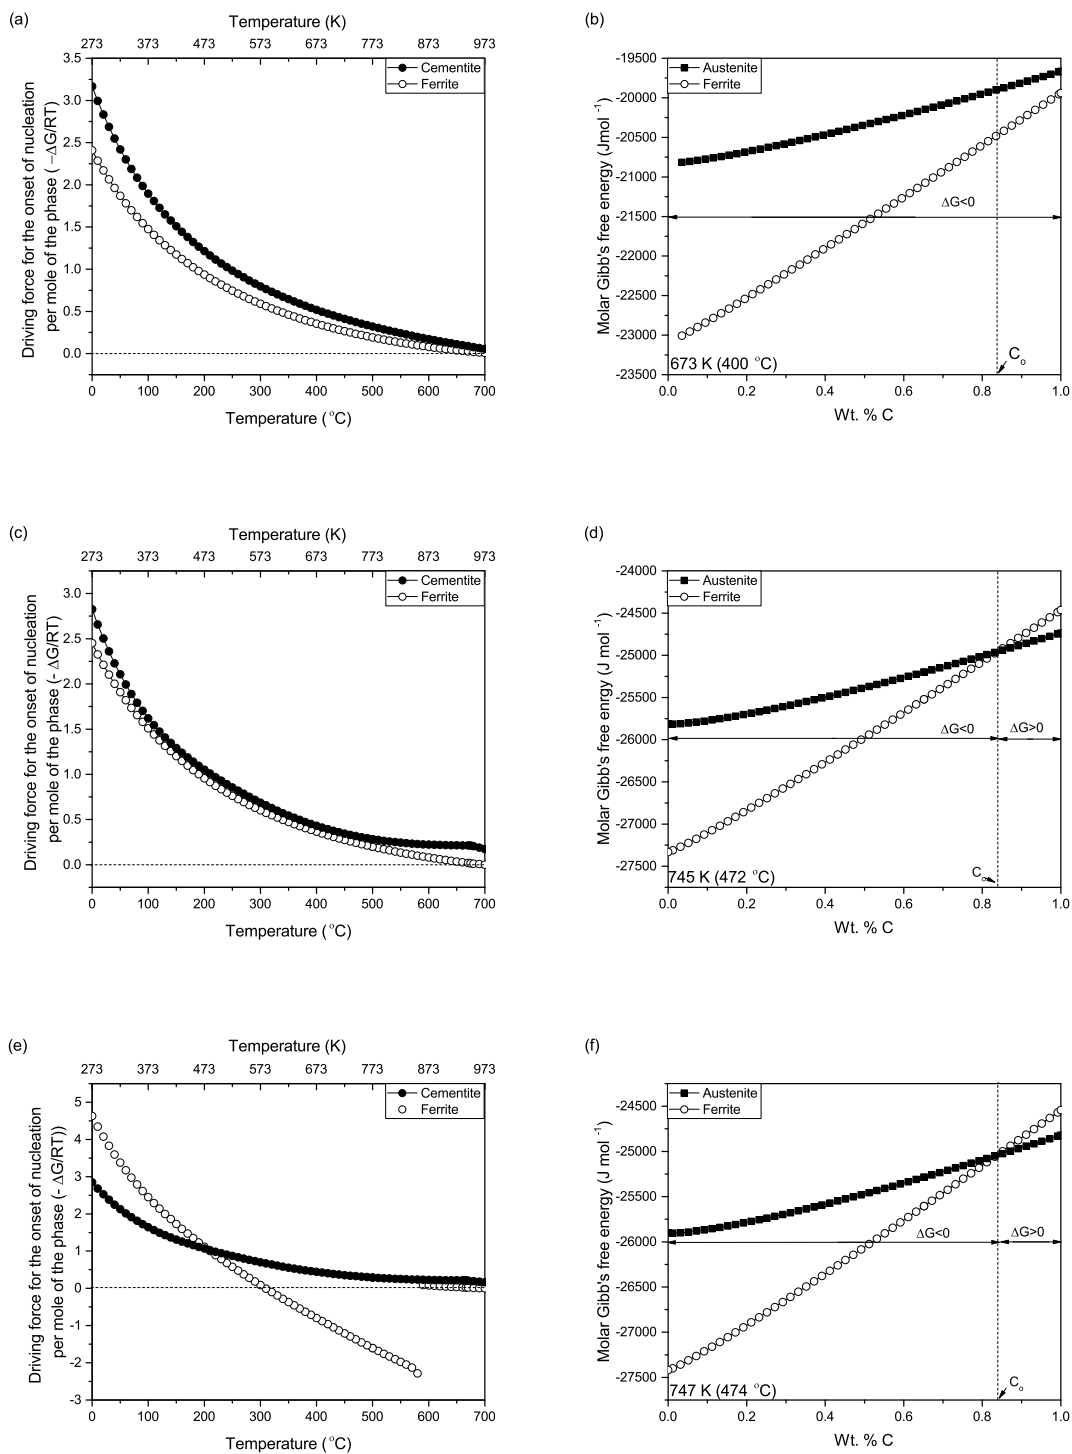 (a)
Temperature (K)
273 373 473 573 673 773 873 973
3.5
3.0
2.5
2.0
1.5
1.0
0.5
0.0
Driving force for the onset of nucleation
per mole of the phase ( −ΔG/RT)
Cementite
Ferrite
0 100 200 300 400 500 600 700
Temperature ( °C)
(b)
-19500
-20000
-20500
-21000
-21500
-22000
-22500
-23000
-23500
Molar Gibb's free energy (Jmol -1)
Austenite
Ferrite
ΔG<0
673 K (400 °C)
Co
0.0 0.2 0.4 0.6 0.8 1.0
Wt. % C
(c)
Temperature (K)
273 373 473 573 673 773 873 973
3.0
2.5
2.0
1.5
1.0
0.5
0.0
Driving force for the onset of nucleation
per mole of the phase (- ΔG/RT)
Cementite
Ferrite
0 100 200 300 400 500 600 700
Temperature ( °C)
(d)
-24000
-24500
-25000
-25500
-26000
-26500
-27000
-27500
Molar Gibb's free enrgy (J mol -1)
Austenite
Ferrite
ΔG<0 ΔG>0
745 K (472 °C)
Co
0.0 0.2 0.4 0.6 0.8 1.0
Wt. % C
(e)
Temperature (K)
273 373 473 573 673 773 873 973
5
4
3
2
1
0
-1
-2
-3
Driving force for the onset of nucleation
per mole of the phase (- ΔG/RT))
Cementite
Ferrite
0 100 200 300 400 500 600 700
Temperature (°C)
(f)
-24500
-25000
-25500
-26000
-26500
-27000
-27500
Molar Gibb's free energy (J mol -1)
Austenite
Ferrite
ΔG<0 ΔG>0
747 K (474 °C)
Co
0.0 0.2 0.4 0.6 0.8 1.0
Wt. % C